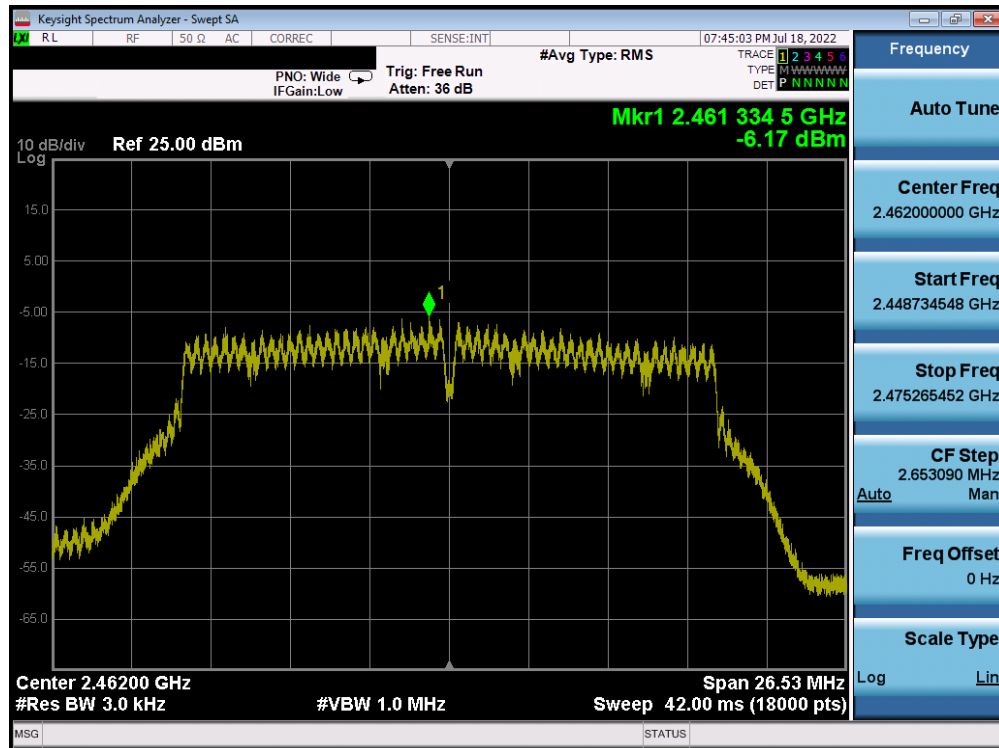 Keysight Spectrum Analyzer - Swept SA
LXI RL RF 50 Ω AC CORREC SENSE:INT 07:45:03 PM Jul 18, 2022
PNO: Wide
IFGain:Low
Trig: Free Run
Atten: 36 dB
#Avg Type: RMS
TRACE 1 2 3 4 5 6
TYPE M WWWWW
DET P N N N N N
Mkr1 2.461 334 5 GHz
-6.17 dBm
10 dB/div Ref 25.00 dBm
Log
15.0
5.00
1
-5.00
-15.0
-25.0
-35.0
-45.0
-55.0
-65.0
Center 2.46200 GHz Span 26.53 MHz
#Res BW 3.0 kHz #VBW 1.0 MHz Sweep 42.00 ms (18000 pts)
MSG STATUS
Frequency
Auto Tune
Center Freq
2.462000000 GHz
Start Freq
2.448734548 GHz
Stop Freq
2.475265452 GHz
CF Step
2.653090 MHz
Auto Man
Freq Offset
0 Hz
Scale Type
Log Lin